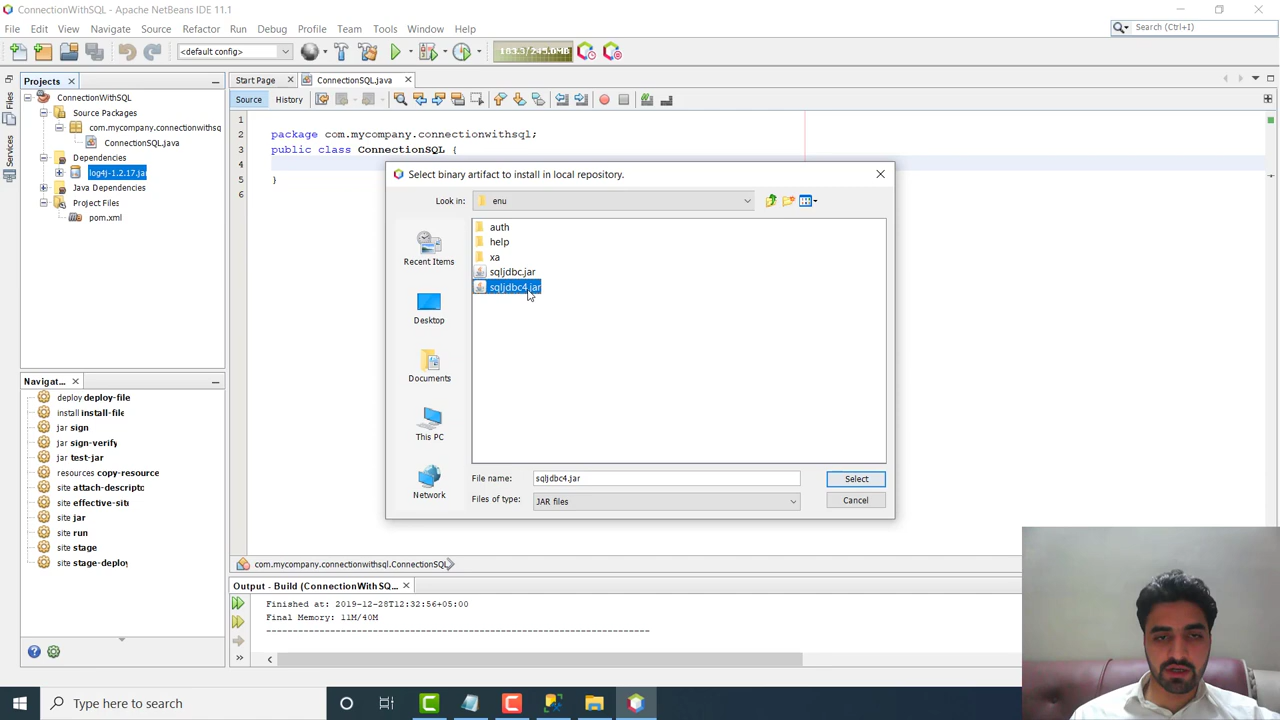 ConnectionWithSQL - Apache NetBeans IDE 11.1
File Edit View Navigate Source Refactor Run Debug Profile Team Tools Window Help
Search (Ctrl+I)
<default config>
Projects
Start Page
ConnectionSQL.java
Files
Services
ConnectionWithSQL
Source Packages
com.mycompany.connectionwithsq
ConnectionSQL.java
Dependencies
log4j-1.2.17.jar
Java Dependencies
Project Files
pom.xml
Source History
1
2 package com.mycompany.connectionwithsql;
3 public class ConnectionSQL {
4
5 }
6
Select binary artifact to install in local repository.
Look in: enu
Recent Items
Desktop
Documents
This PC
Network
auth
help
xa
sqljdbc.jar
sqljdbc4.jar
File name: sqljdbc4.jar
Select
Files of type: JAR files
Cancel
Navigat...
deploy deploy-file
install install-file
jar sign
jar sign-verify
jar test-jar
resources copy-resource
site attach-descripto
site effective-sit
site jar
site run
site stage
site stage-deploy
com.mycompany.connectionwithsql.ConnectionSQL
Output - Build (ConnectionWithSQ...
Finished at: 2019-12-28T12:32:56+05:00
Final Memory: 11M/40M
------------------------------------------------------------------------
Type here to search